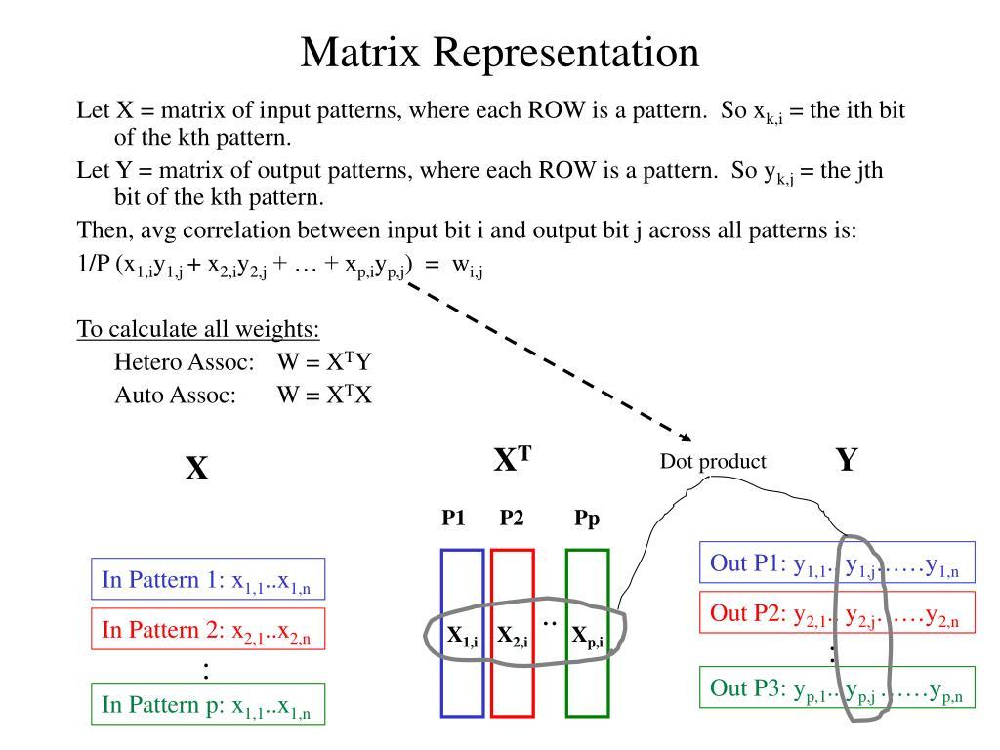 Matrix Representation
Let X = matrix of input patterns, where each ROW is a pattern. So x_{k,i} = the ith bit
of the kth pattern.
Let Y = matrix of output patterns, where each ROW is a pattern. So y_{k,j} = the jth
bit of the kth pattern.
Then, avg correlation between input bit i and output bit j across all patterns is:
1/P (x_{1,i}y_{1,j} + x_{2,i}y_{2,j} + … + x_{p,i}y_{p,j}) = w_{i,j}
To calculate all weights:
Hetero Assoc: W = X^TY
Auto Assoc: W = X^TX
X
X^T
Dot product
Y
P1 P2 Pp
In Pattern 1: x_{1,1}..x_{1,n}
In Pattern 2: x_{2,1}..x_{2,n}
:
In Pattern p: x_{1,1}..x_{1,n}
X_{1,i} X_{2,i} .. X_{p,i}
Out P1: y_{1,1}.. y_{1,j}……y_{1,n}
Out P2: y_{2,1}.. y_{2,j}……y_{2,n}
:
Out P3: y_{p,1}.. y_{p,j} ……y_{p,n}